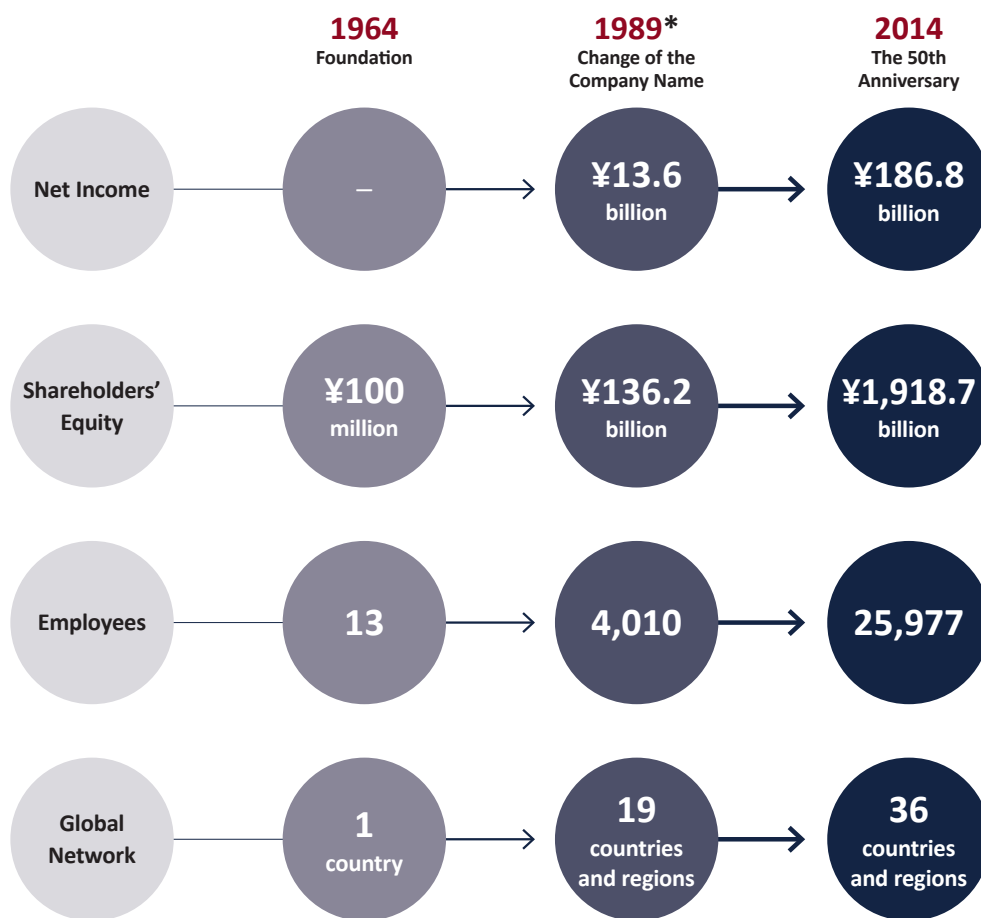 1964
Foundation
1989*
Change of the
Company Name
2014
The 50th
Anniversary
Net Income
–
¥13.6
billion
¥186.8
billion
Shareholders’
Equity
¥100
million
¥136.2
billion
¥1,918.7
billion
Employees
13
4,010
25,977
Global
Network
1
country
19
countries
and regions
36
countries
and regions